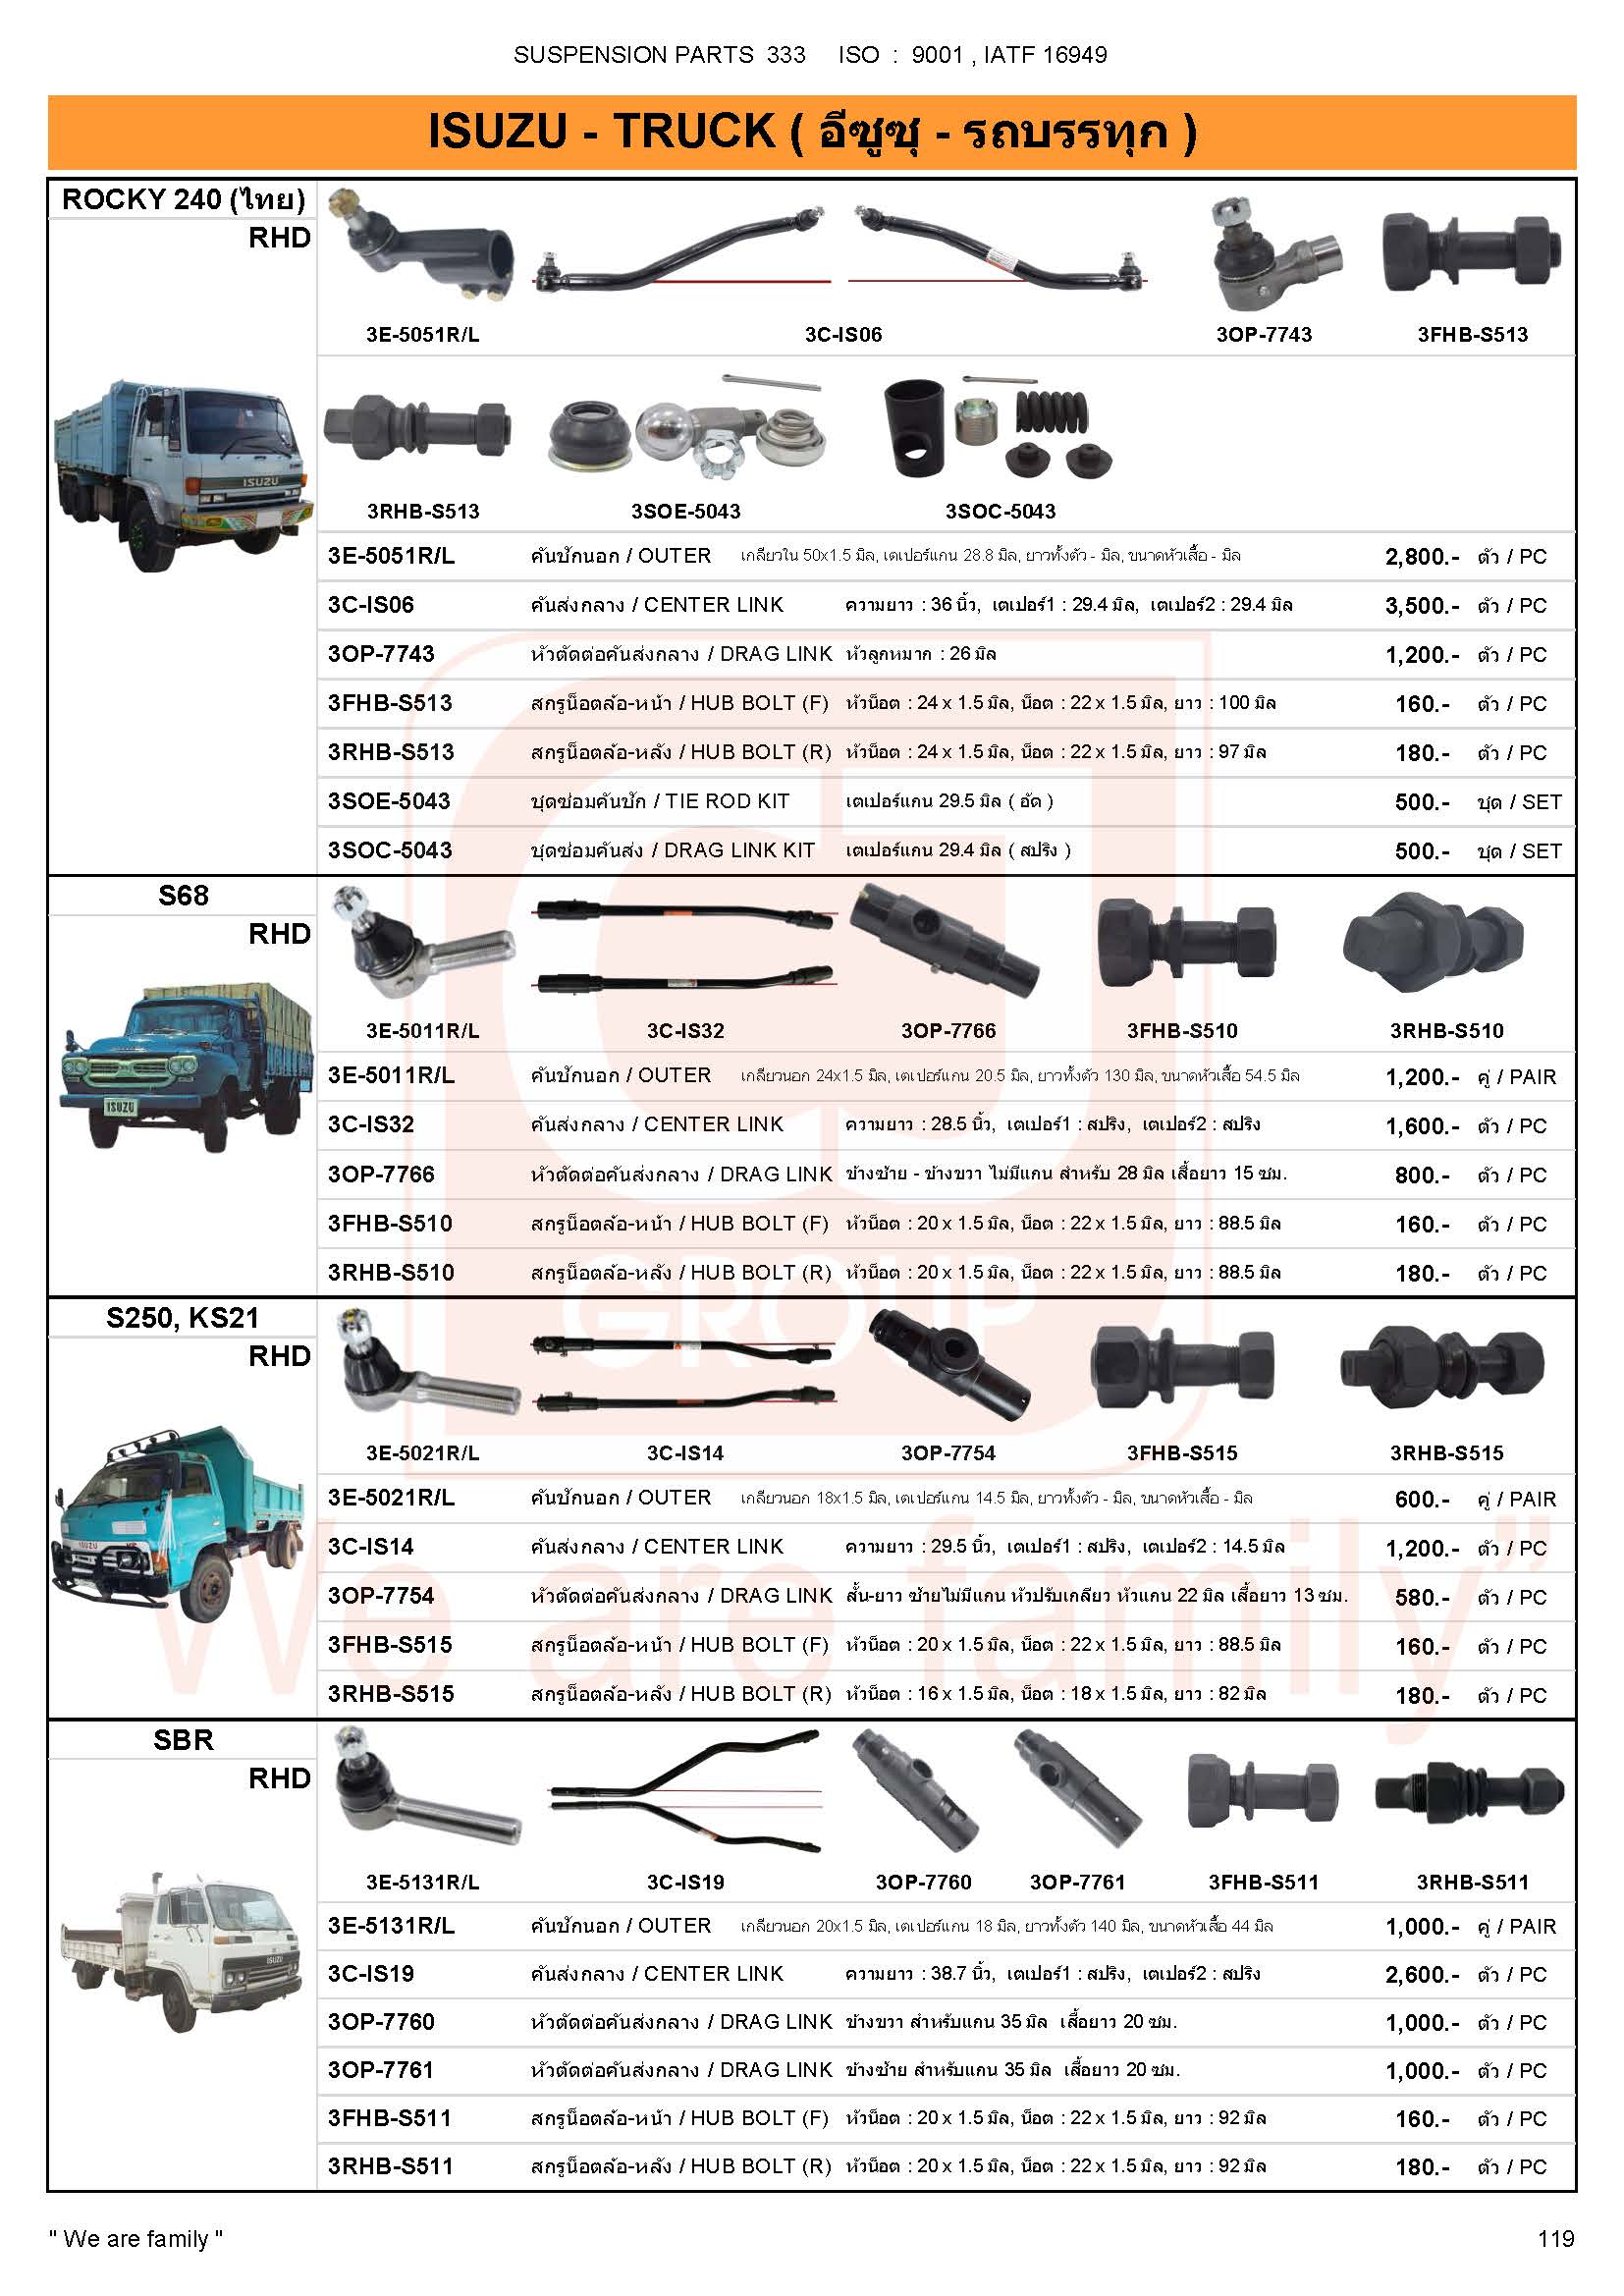 SUSPENSION PARTS 333 ISO : 9001 , IATF 16949
ISUZU - TRUCK ( อีซูซุ - รถบรรทุก )
ROCKY 240 (ไทย)
RHD
3E-5051R/L 3C-IS06 3OP-7743 3FHB-S513
ISUZU
3RHB-S513 3SOE-5043 3SOC-5043
3E-5051R/L คันชักนอก / OUTER เกลียวใน 50x1.5 มิล, เตเปอร์แกน 28.8 มิล, ยาวทั้งตัว - มิล, ขนาดหัวเสื้อ - มิล 2,800.- ตัว / PC
3C-IS06 คันส่งกลาง / CENTER LINK ความยาว : 36 นิ้ว, เตเปอร์1 : 29.4 มิล, เตเปอร์2 : 29.4 มิล 3,500.- ตัว / PC
3OP-7743 หัวตัดต่อคันส่งกลาง / DRAG LINK หัวลูกหมาก : 26 มิล 1,200.- ตัว / PC
3FHB-S513 สกรูน็อตล้อ-หน้า / HUB BOLT (F) หัวน็อต : 24 x 1.5 มิล, น็อต : 22 x 1.5 มิล, ยาว : 100 มิล 160.- ตัว / PC
3RHB-S513 สกรูน็อตล้อ-หลัง / HUB BOLT (R) หัวน็อต : 24 x 1.5 มิล, น็อต : 22 x 1.5 มิล, ยาว : 97 มิล 180.- ตัว / PC
3SOE-5043 ชุดซ่อมคันชัก / TIE ROD KIT เตเปอร์แกน 29.5 มิล ( อัด ) 500.- ชุด / SET
3SOC-5043 ชุดซ่อมคันส่ง / DRAG LINK KIT เตเปอร์แกน 29.4 มิล ( สปริง ) 500.- ชุด / SET
S68
RHD
ISUZU
3E-5011R/L 3C-IS32 3OP-7766 3FHB-S510 3RHB-S510
3E-5011R/L คันชักนอก / OUTER เกลียวนอก 24x1.5 มิล, เตเปอร์แกน 20.5 มิล, ยาวทั้งตัว 130 มิล, ขนาดหัวเสื้อ 54.5 มิล 1,200.- คู่ / PAIR
3C-IS32 คันส่งกลาง / CENTER LINK ความยาว : 28.5 นิ้ว, เตเปอร์1 : สปริง, เตเปอร์2 : สปริง 1,600.- ตัว / PC
3OP-7766 หัวตัดต่อคันส่งกลาง / DRAG LINK ข้างซ้าย - ข้างขวา ไม่มีแกน สำหรับ 28 มิล เสื้อยาว 15 ซม. 800.- ตัว / PC
3FHB-S510 สกรูน็อตล้อ-หน้า / HUB BOLT (F) หัวน็อต : 20 x 1.5 มิล, น็อต : 22 x 1.5 มิล, ยาว : 88.5 มิล 160.- ตัว / PC
3RHB-S510 สกรูน็อตล้อ-หลัง / HUB BOLT (R) หัวน็อต : 20 x 1.5 มิล, น็อต : 22 x 1.5 มิล, ยาว : 88.5 มิล 180.- ตัว / PC
GROUP
S250, KS21
RHD
ISUZU
3E-5021R/L 3C-IS14 3OP-7754 3FHB-S515 3RHB-S515
3E-5021R/L คันชักนอก / OUTER เกลียวนอก 18x1.5 มิล, เตเปอร์แกน 14.5 มิล, ยาวทั้งตัว - มิล, ขนาดหัวเสื้อ - มิล 600.- คู่ / PAIR
3C-IS14 คันส่งกลาง / CENTER LINK ความยาว : 29.5 นิ้ว, เตเปอร์1 : สปริง, เตเปอร์2 : 14.5 มิล 1,200.- ตัว / PC
3OP-7754 หัวตัดต่อคันส่งกลาง / DRAG LINK สั้น-ยาว ซ้ายไม่มีแกน หัวปรับเกลียว หัวแกน 22 มิล เสื้อยาว 13 ซม. 580.- ตัว / PC
3FHB-S515 สกรูน็อตล้อ-หน้า / HUB BOLT (F) หัวน็อต : 20 x 1.5 มิล, น็อต : 22 x 1.5 มิล, ยาว : 88.5 มิล 160.- ตัว / PC
3RHB-S515 สกรูน็อตล้อ-หลัง / HUB BOLT (R) หัวน็อต : 16 x 1.5 มิล, น็อต : 18 x 1.5 มิล, ยาว : 82 มิล 180.- ตัว / PC
We are family"
SBR
RHD
ISUZU
3E-5131R/L 3C-IS19 3OP-7760 3OP-7761 3FHB-S511 3RHB-S511
3E-5131R/L คันชักนอก / OUTER เกลียวนอก 20x1.5 มิล, เตเปอร์แกน 18 มิล, ยาวทั้งตัว 140 มิล, ขนาดหัวเสื้อ 44 มิล 1,000.- คู่ / PAIR
3C-IS19 คันส่งกลาง / CENTER LINK ความยาว : 38.7 นิ้ว, เตเปอร์1 : สปริง, เตเปอร์2 : สปริง 2,600.- ตัว / PC
3OP-7760 หัวตัดต่อคันส่งกลาง / DRAG LINK ข้างขวา สำหรับแกน 35 มิล เสื้อยาว 20 ซม. 1,000.- ตัว / PC
3OP-7761 หัวตัดต่อคันส่งกลาง / DRAG LINK ข้างซ้าย สำหรับแกน 35 มิล เสื้อยาว 20 ซม. 1,000.- ตัว / PC
3FHB-S511 สกรูน็อตล้อ-หน้า / HUB BOLT (F) หัวน็อต : 20 x 1.5 มิล, น็อต : 22 x 1.5 มิล, ยาว : 92 มิล 160.- ตัว / PC
3RHB-S511 สกรูน็อตล้อ-หลัง / HUB BOLT (R) หัวน็อต : 20 x 1.5 มิล, น็อต : 22 x 1.5 มิล, ยาว : 92 มิล 180.- ตัว / PC
" We are family " 119